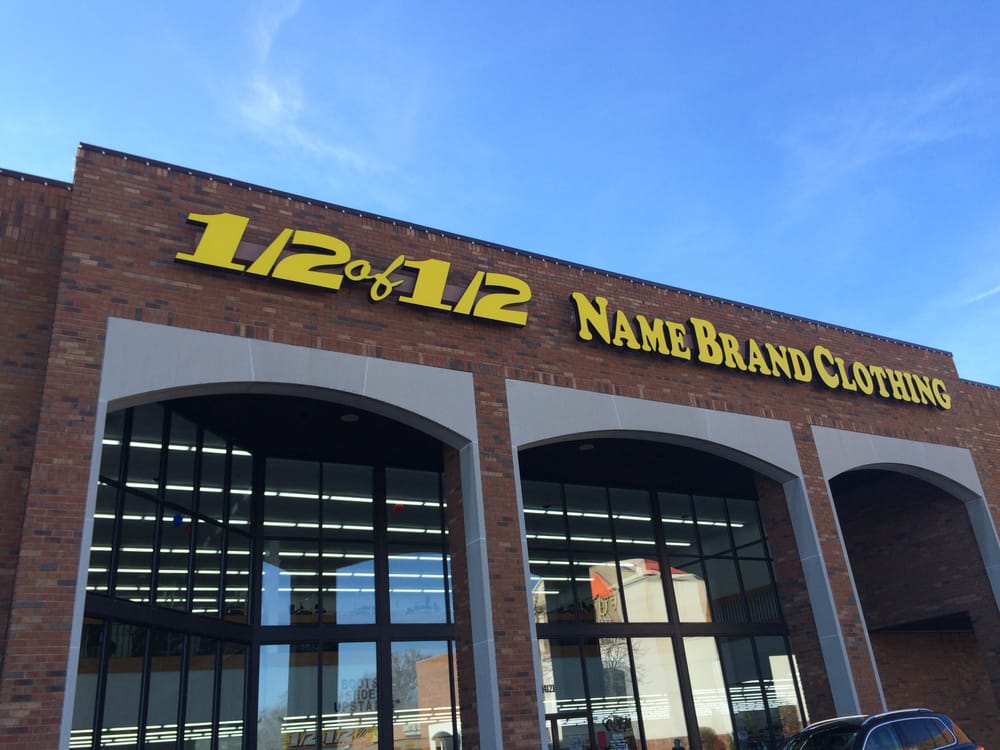 1/2 of 1/2 Name Brand Clothing
BOOTS
SHOES
UPSTAIRS